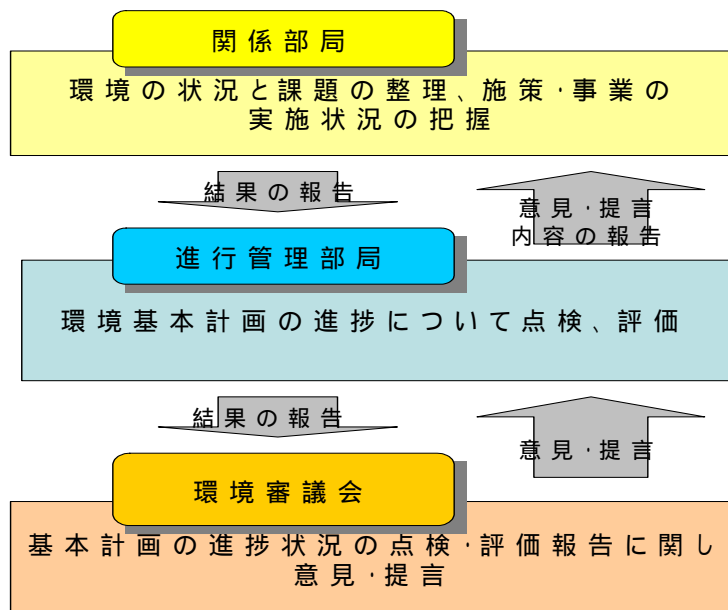 関係部局
環境の状況と課題の整理、施策・事業の
実施状況の把握
結果の報告
意見・提言
内容の報告
進行管理部局
環境基本計画の進捗について点検、評価
結果の報告
意見・提言
環境審議会
基本計画の進捗状況の点検・評価報告に関し
意見・提言